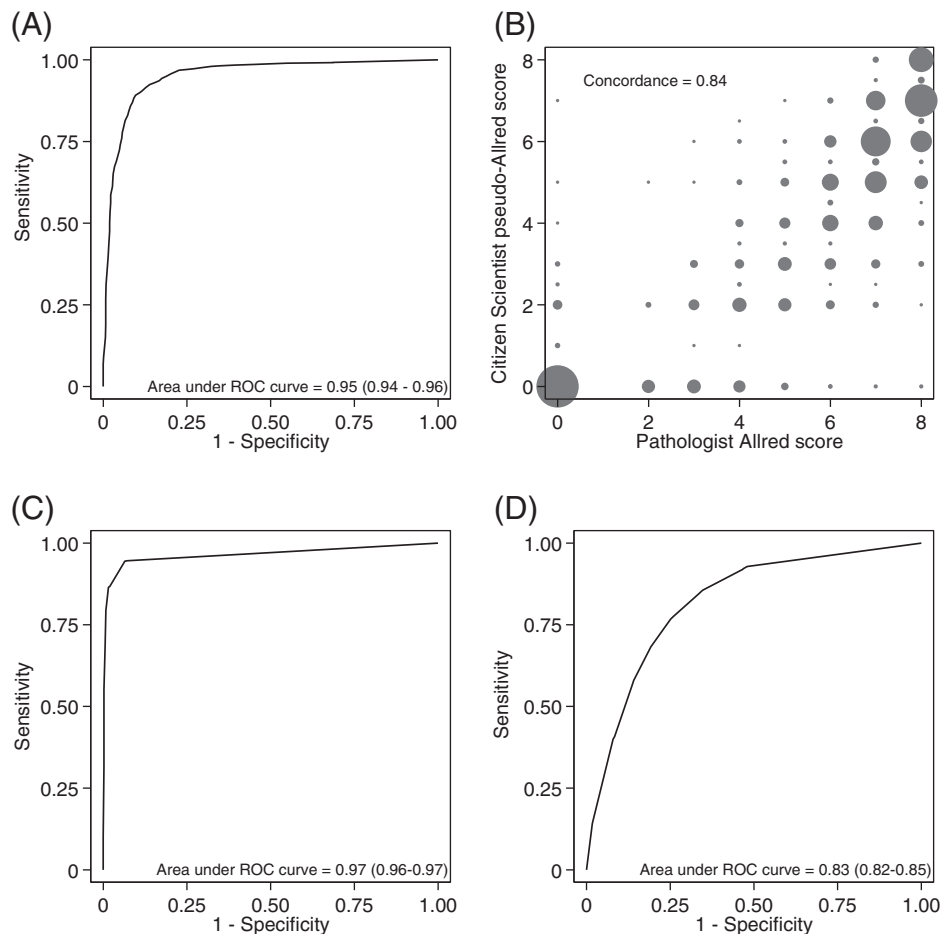 (A)
1.00
0.75
0.50
0.25
0
Sensitivity
Area under ROC curve = 0.95 (0.94 - 0.96)
0 0.25 0.50 0.75 1.00
1 - Specificity
(B)
8
6
4
2
0
Citizen Scientist pseudo-Allred score
Concordance = 0.84
0 2 4 6 8
Pathologist Allred score
(C)
1.00
0.75
0.50
0.25
0
Sensitivity
Area under ROC curve = 0.97 (0.96-0.97)
0 0.25 0.50 0.75 1.00
1 - Specificity
(D)
1.00
0.75
0.50
0.25
0
Sensitivity
Area under ROC curve = 0.83 (0.82-0.85)
0 0.25 0.50 0.75 1.00
1 - Specificity